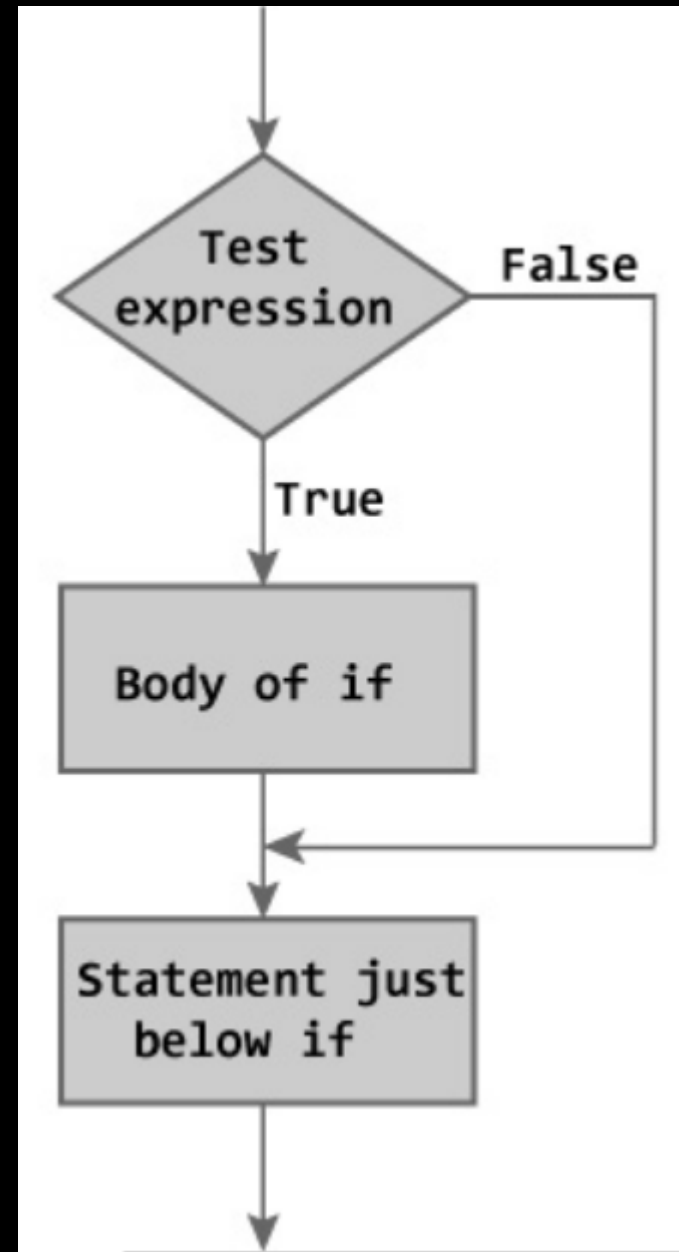 Test
expression
False
True
Body of if
Statement just
below if